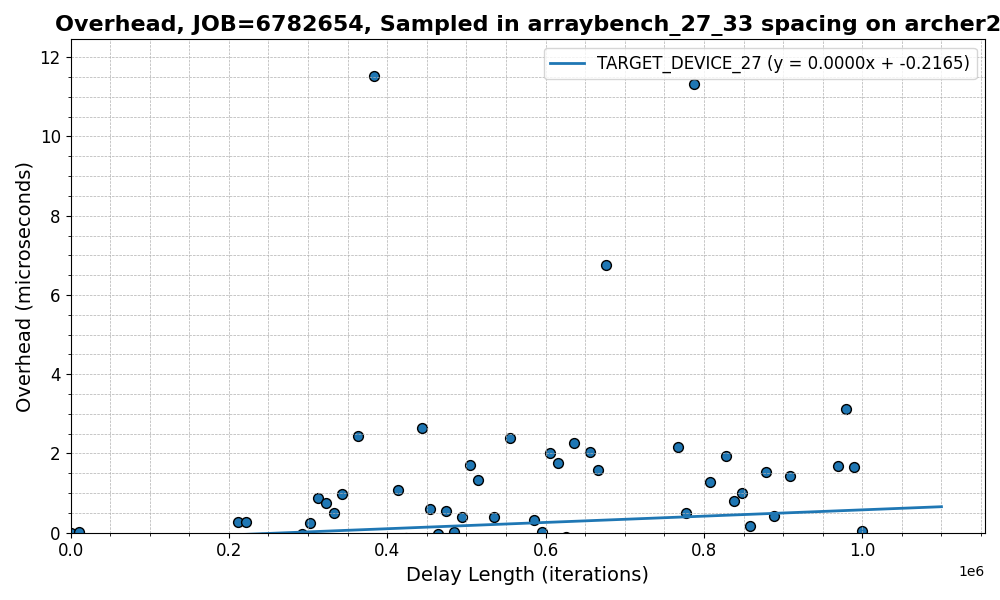 Overhead, JOB=6782654, Sampled in arraybench_27_33 spacing on archer2
TARGET_DEVICE_27 (y = 0.0000x + -0.2165)
Overhead (microseconds)
12
10
8
6
4
2
0
0.0 0.2 0.4 0.6 0.8 1.0
1e6
Delay Length (iterations)